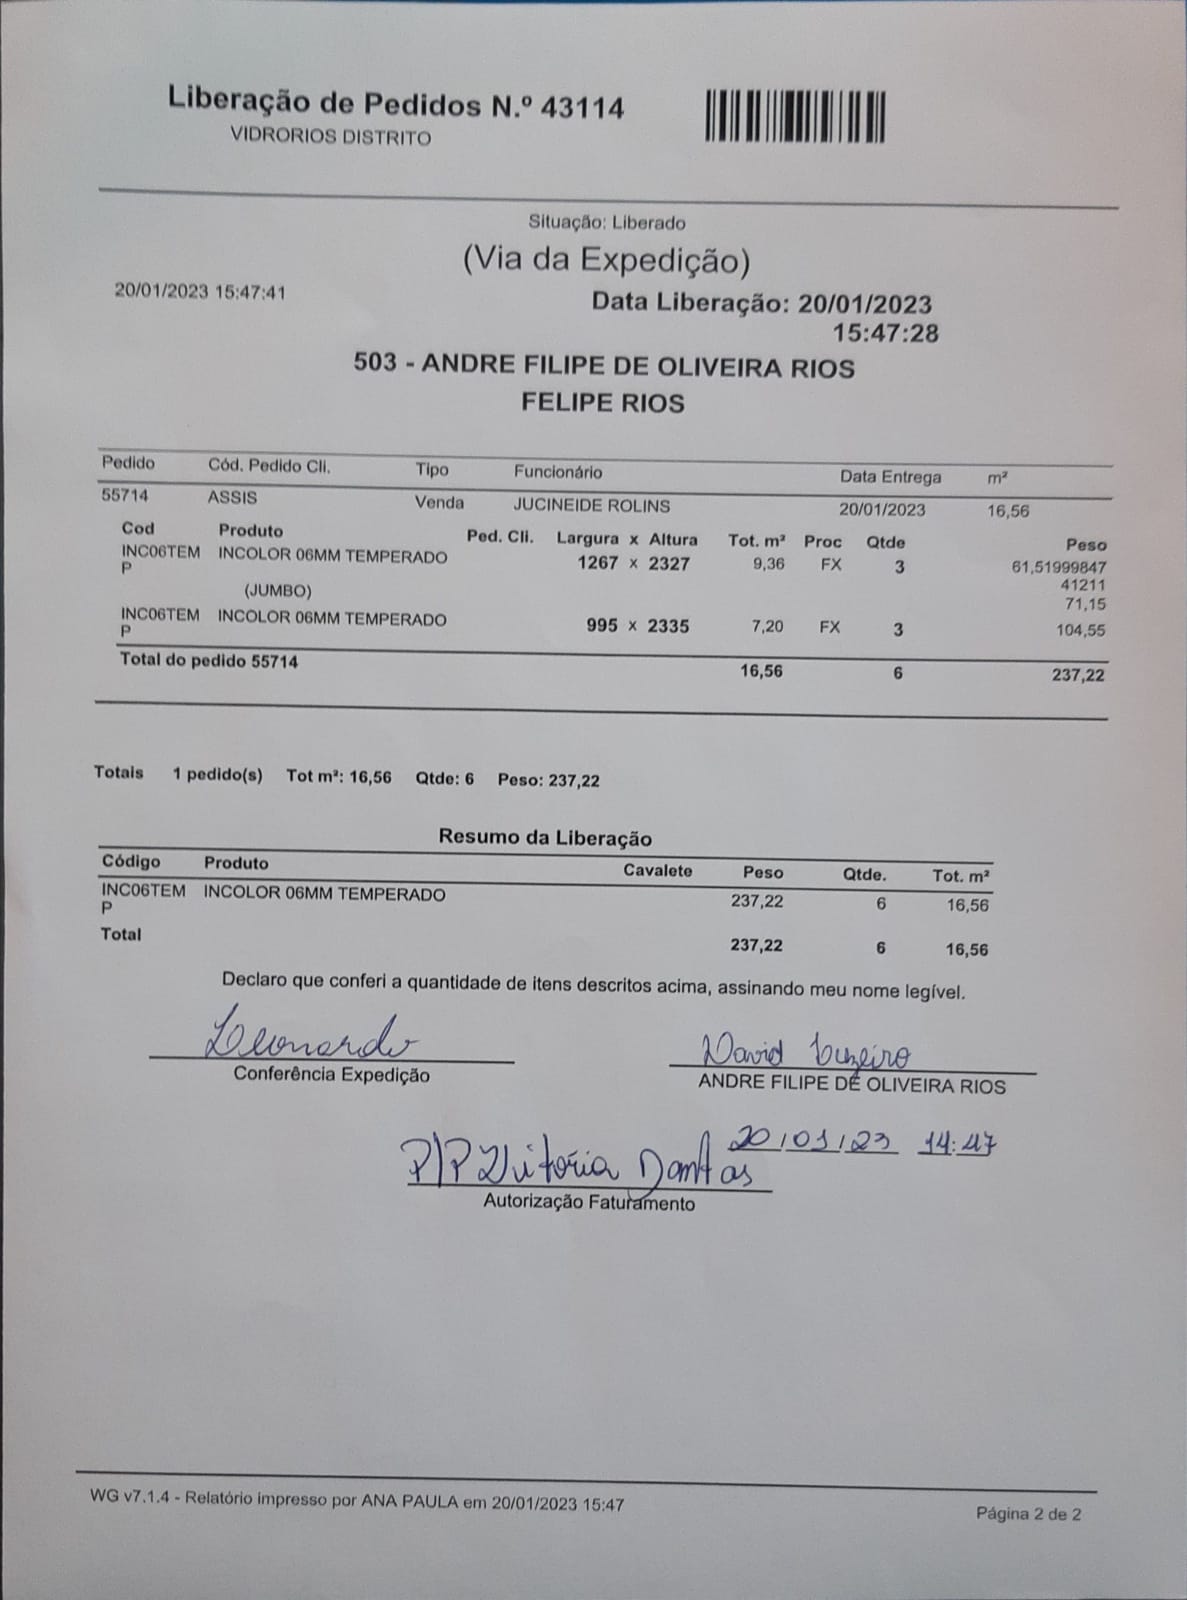 Liberação de Pedidos N.º 43114
VIDRORIOS DISTRITO
Situação: Liberado
(Via da Expedição)
20/01/2023 15:47:41
Data Liberação: 20/01/2023
15:47:28
503 - ANDRE FILIPE DE OLIVEIRA RIOS
FELIPE RIOS
Pedido Cód. Pedido Cli. Tipo Funcionário Data Entrega m²
55714 ASSIS Venda JUCINEIDE ROLINS 20/01/2023 16,56
Cod Produto Ped. Cli. Largura x Altura Tot. m² Proc Qtde Peso
INC06TEM INCOLOR 06MM TEMPERADO 1267 x 2327 9,36 FX 3 61,51999847
P 41211
(JUMBO) 71,15
INC06TEM INCOLOR 06MM TEMPERADO 995 x 2335 7,20 FX 3 104,55
P
Total do pedido 55714 16,56 6 237,22
Totais 1 pedido(s) Tot m²: 16,56 Qtde: 6 Peso: 237,22
Resumo da Liberação
Código Produto Cavalete Peso Qtde. Tot. m²
INC06TEM INCOLOR 06MM TEMPERADO 237,22 6 16,56
P
Total 237,22 6 16,56
Declaro que conferi a quantidade de itens descritos acima, assinando meu nome legível.
Leonardo David
Conferência Expedição ANDRE FILIPE DE OLIVEIRA RIOS
20/01/23 14:47
P/P Vitoria Dantas
Autorização Faturamento
WG v7.1.4 - Relatório impresso por ANA PAULA em 20/01/2023 15:47
Página 2 de 2